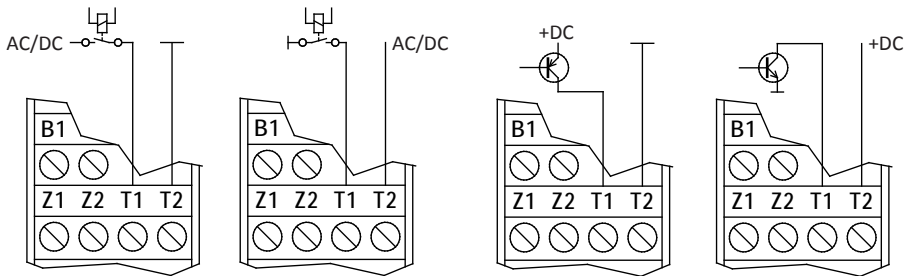 AC/DC
B1
Z1 Z2 T1 T2
AC/DC
B1
Z1 Z2 T1 T2
+DC
B1
Z1 Z2 T1 T2
+DC
B1
Z1 Z2 T1 T2